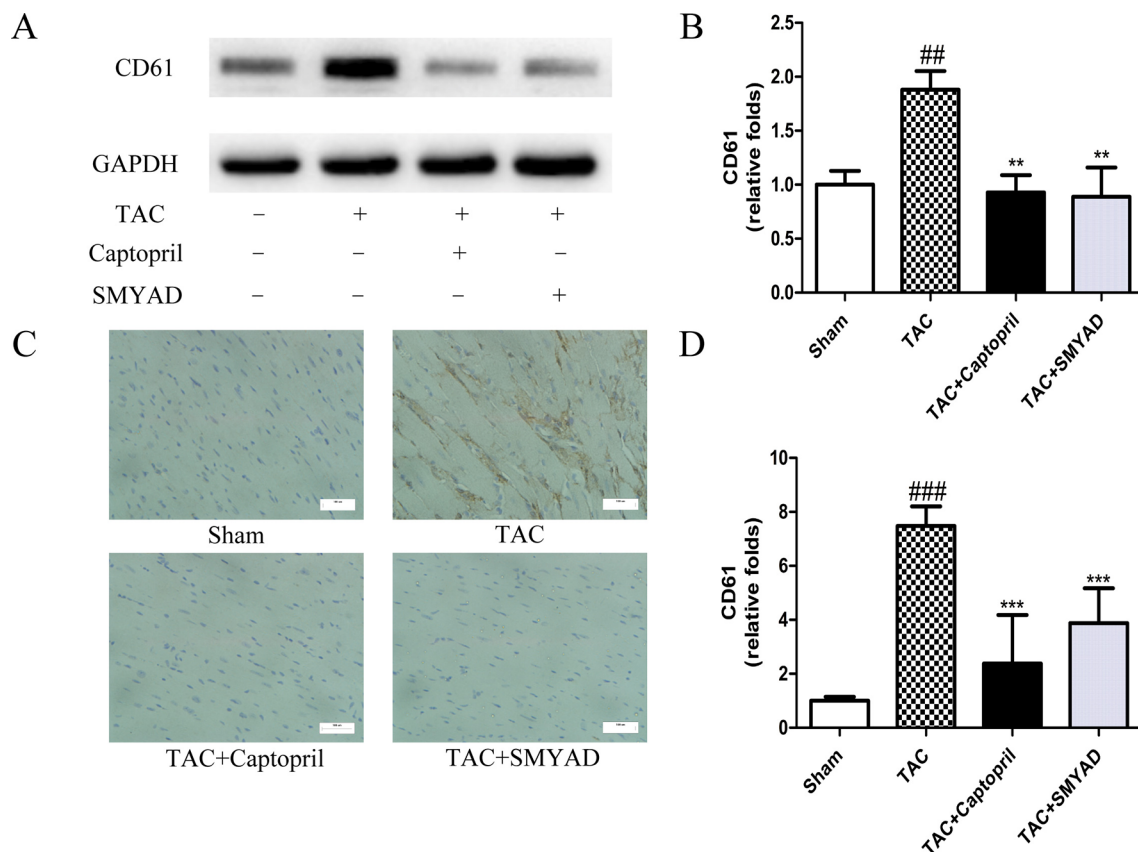 A
CD61
GAPDH
TAC – + + +
Captopril – – + –
SMYAD – – – +
B
CD61
(relative folds)
2.5
2.0
1.5
1.0
0.5
0.0
##
**
**
Sham
TAC
TAC+Captopril
TAC+SMYAD
C
Sham
TAC
TAC+Captopril
TAC+SMYAD
D
CD61
(relative folds)
10
8
6
4
2
0
###
***
***
Sham
TAC
TAC+Captopril
TAC+SMYAD